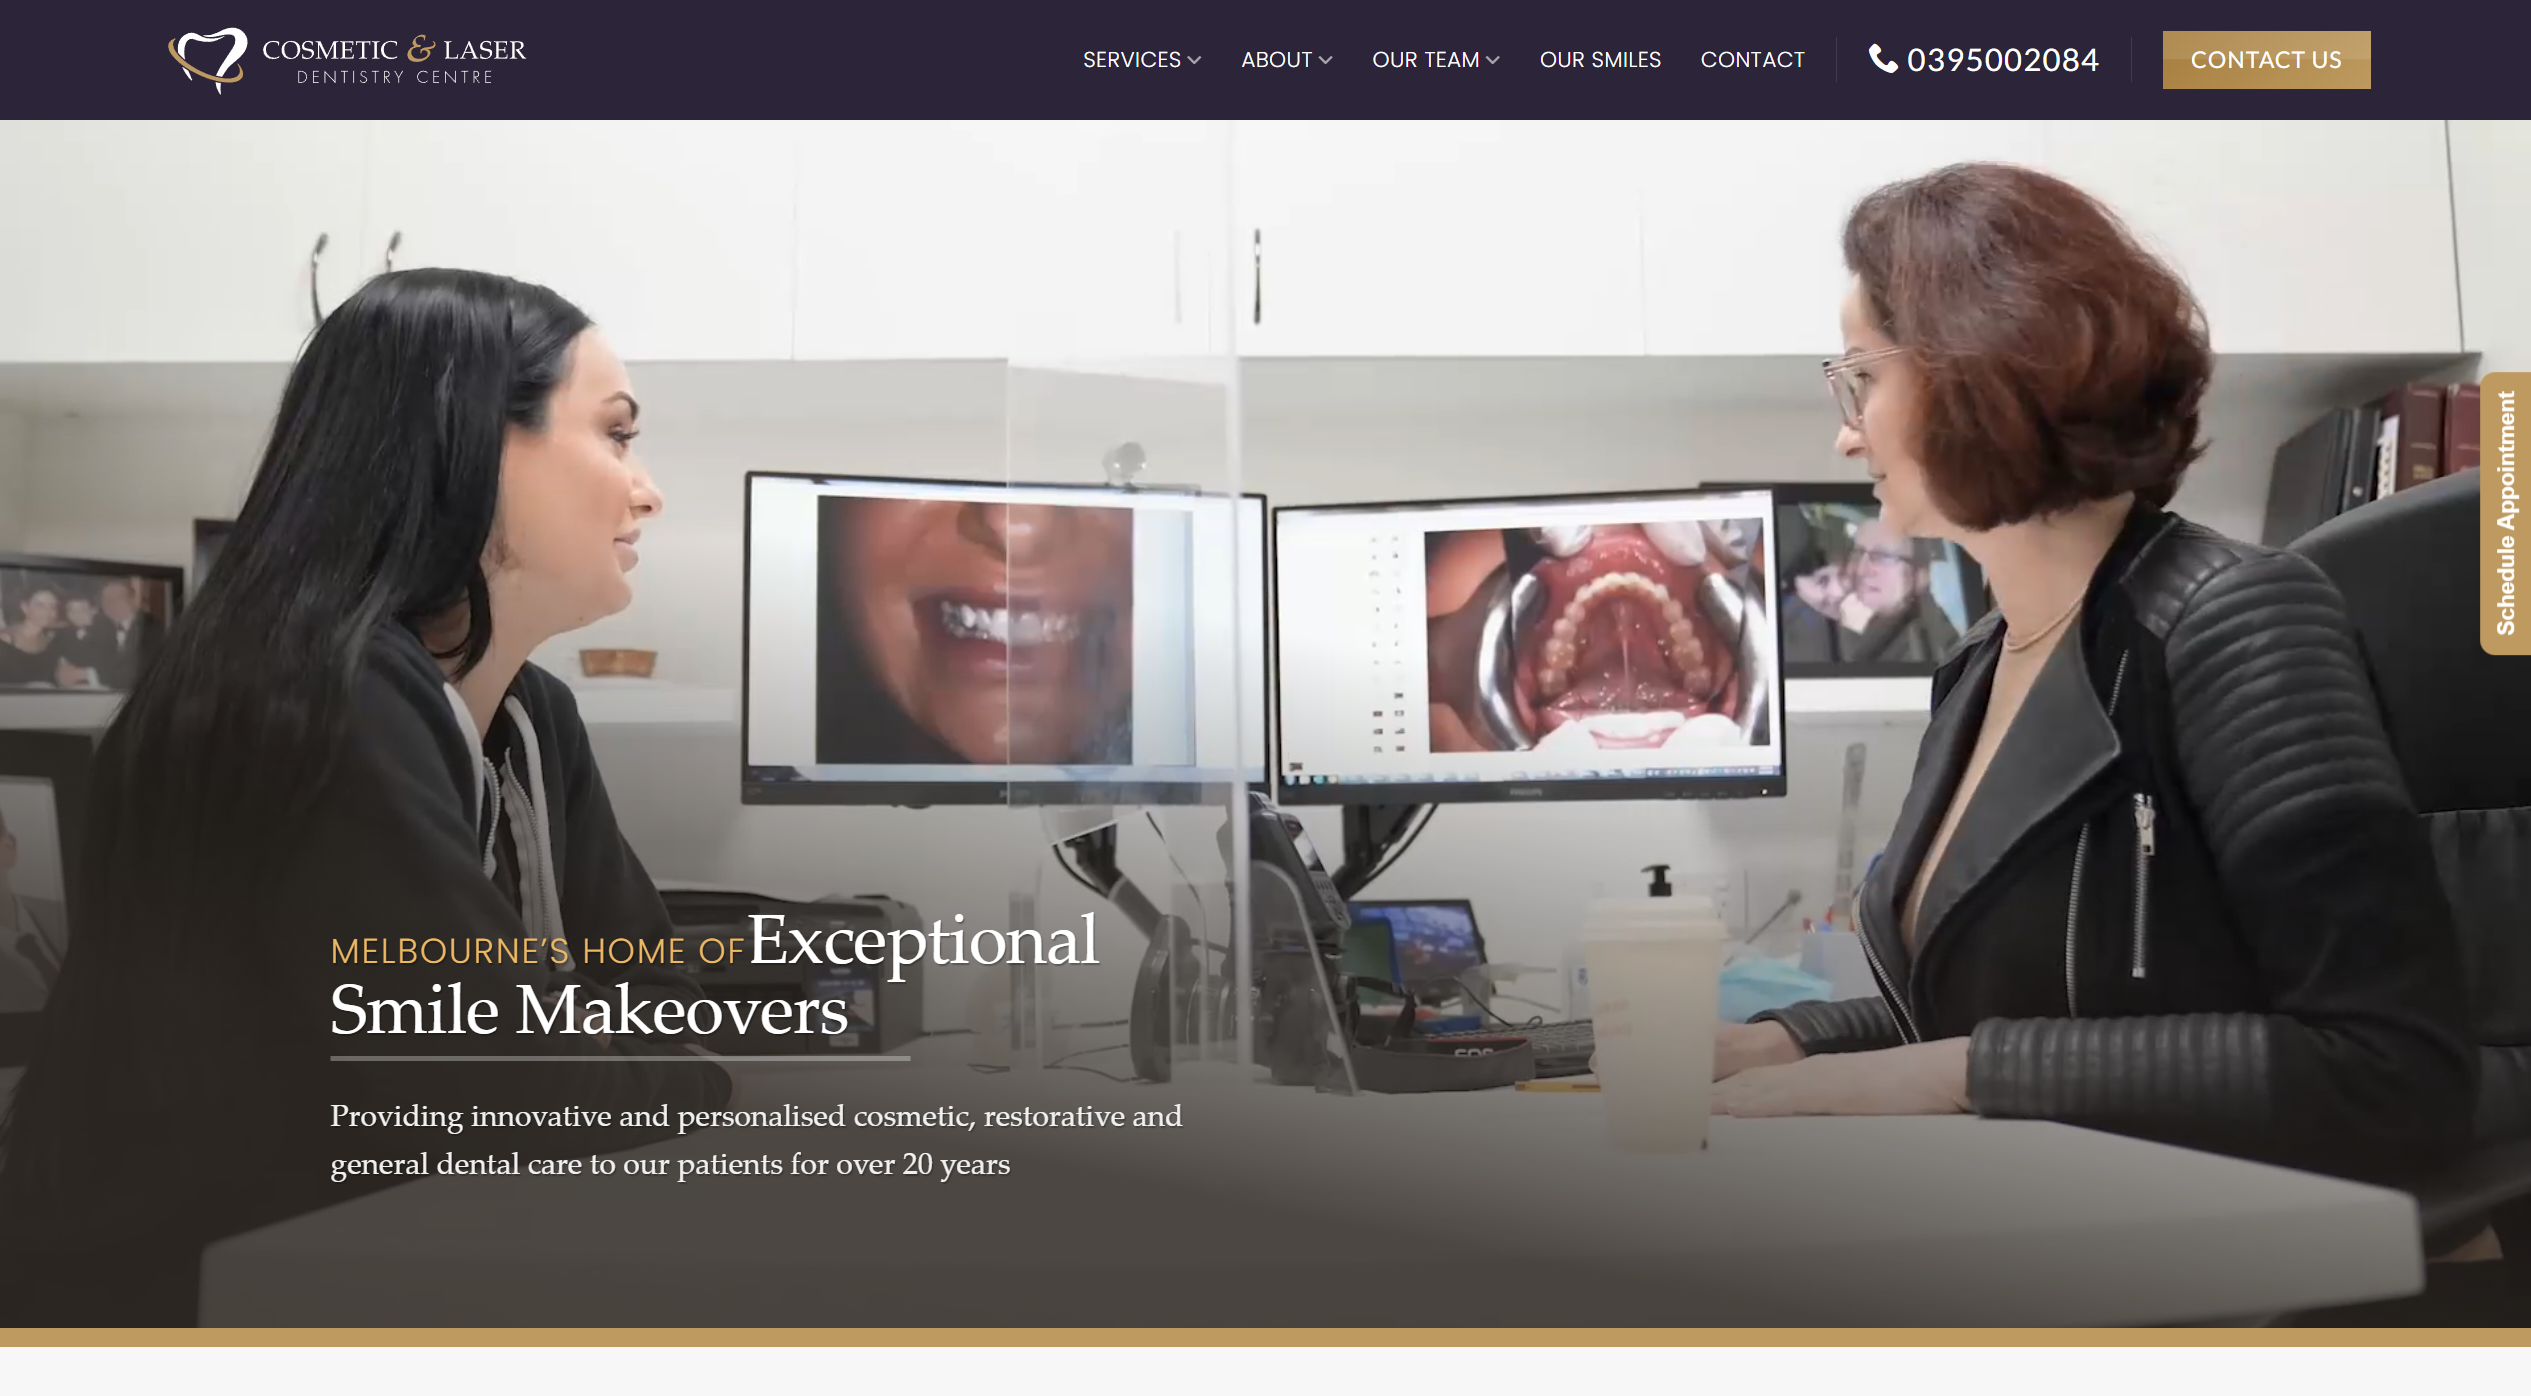 COSMETIC & LASER
DENTISTRY CENTRE
SERVICES
ABOUT
OUR TEAM
OUR SMILES
CONTACT
0395002084
CONTACT US
Schedule Appointment
MELBOURNE’S HOME OF Exceptional
Smile Makeovers
Providing innovative and personalised cosmetic, restorative and
general dental care to our patients for over 20 years